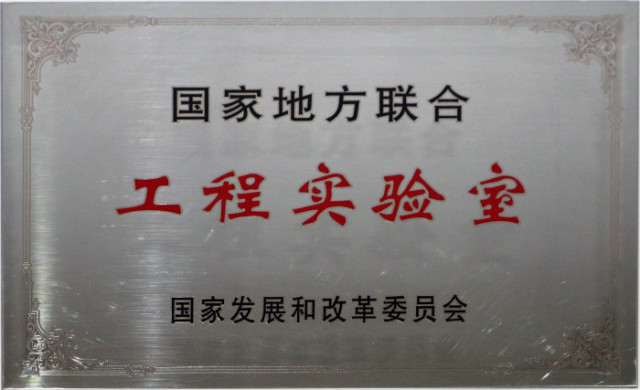 国家地方联合
工程实验室
国家发展和改革委员会